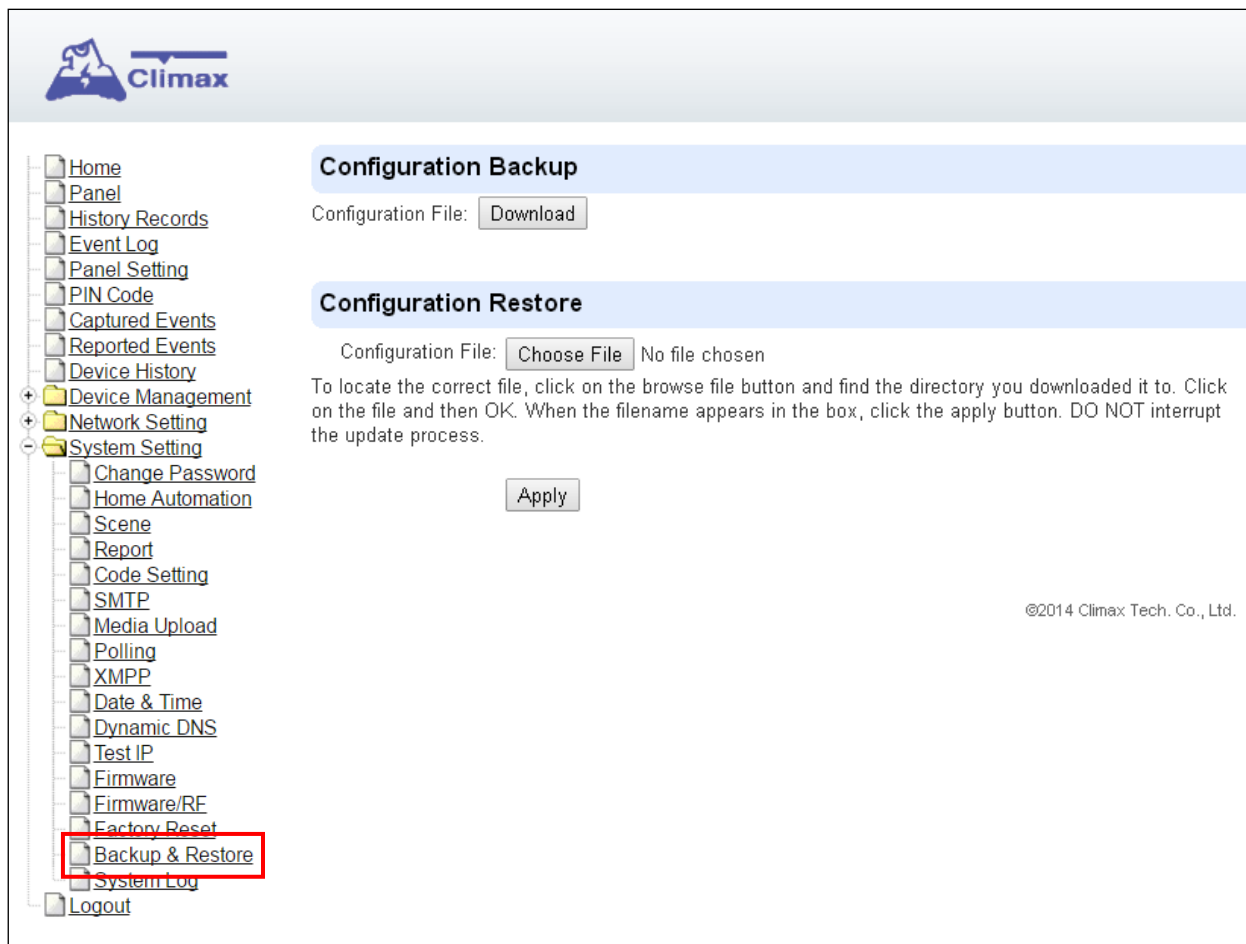 Climax
Home
Panel
History Records
Event Log
Panel Setting
PIN Code
Captured Events
Reported Events
Device History
Device Management
Network Setting
System Setting
Change Password
Home Automation
Scene
Report
Code Setting
SMTP
Media Upload
Polling
XMPP
Date & Time
Dynamic DNS
Test IP
Firmware
Firmware/RF
Factory Reset
Backup & Restore
System Log
Logout
Configuration Backup
Configuration File: Download
Configuration Restore
Configuration File: Choose File No file chosen
To locate the correct file, click on the browse file button and find the directory you downloaded it to. Click
on the file and then OK. When the filename appears in the box, click the apply button. DO NOT interrupt
the update process.
Apply
©2014 Climax Tech. Co., Ltd.